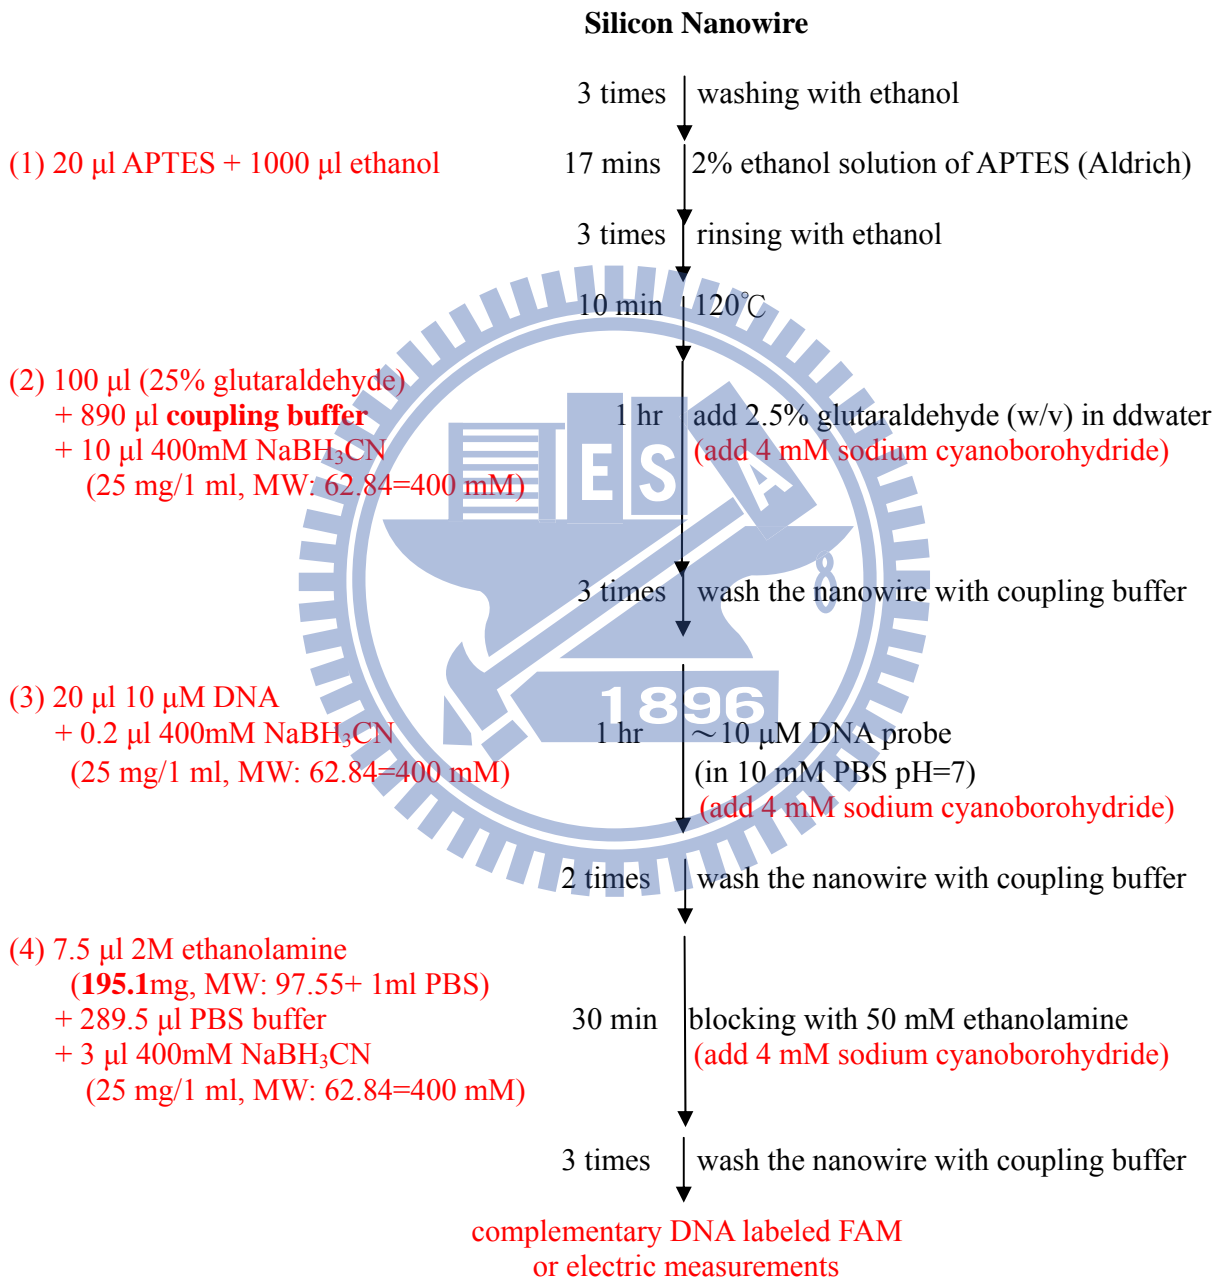 Silicon Nanowire
3 times washing with ethanol
(1) 20 μl APTES + 1000 μl ethanol 17 mins 2% ethanol solution of APTES (Aldrich)
3 times rinsing with ethanol
10 min 120℃
(2) 100 μl (25% glutaraldehyde)
+ 890 μl coupling buffer 1 hr add 2.5% glutaraldehyde (w/v) in ddwater
+ 10 μl 400mM NaBH₃CN (add 4 mM sodium cyanoborohydride)
(25 mg/1 ml, MW: 62.84=400 mM)
ESA
8
3 times wash the nanowire with coupling buffer
(3) 20 μl 10 μM DNA
1896
+ 0.2 μl 400mM NaBH₃CN 1 hr ～10 μM DNA probe
(25 mg/1 ml, MW: 62.84=400 mM) (in 10 mM PBS pH=7)
(add 4 mM sodium cyanoborohydride)
2 times wash the nanowire with coupling buffer
(4) 7.5 μl 2M ethanolamine
(195.1mg, MW: 97.55+ 1ml PBS)
+ 289.5 μl PBS buffer 30 min blocking with 50 mM ethanolamine
+ 3 μl 400mM NaBH₃CN (add 4 mM sodium cyanoborohydride)
(25 mg/1 ml, MW: 62.84=400 mM)
3 times wash the nanowire with coupling buffer
complementary DNA labeled FAM
or electric measurements